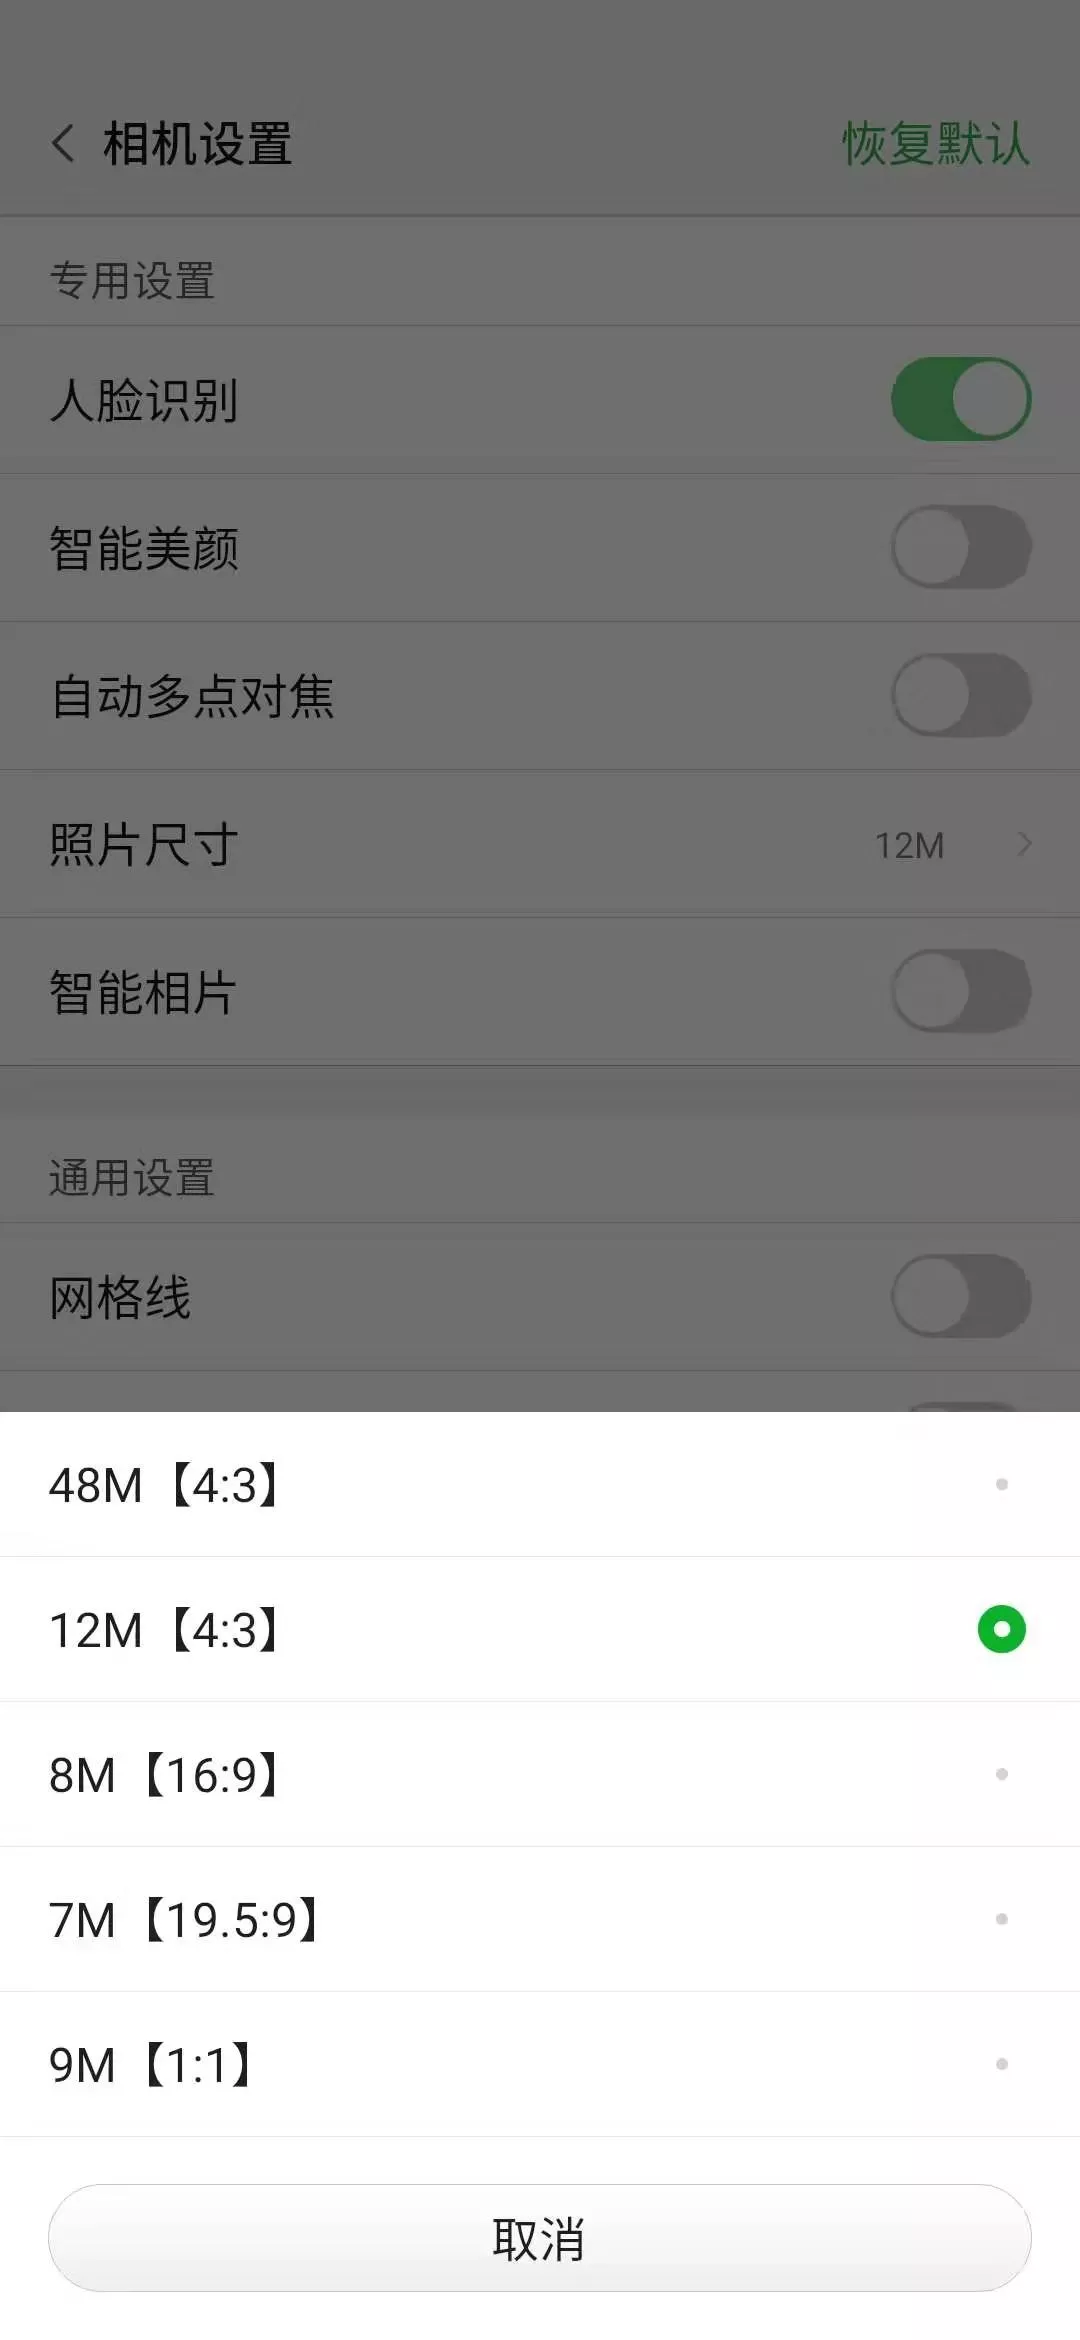 相机设置
恢复默认
专用设置
人脸识别
智能美颜
自动多点对焦
照片尺寸 12M
智能相片
通用设置
网格线
48M【4:3】
12M【4:3】
8M【16:9】
7M【19.5:9】
9M【1:1】
取消